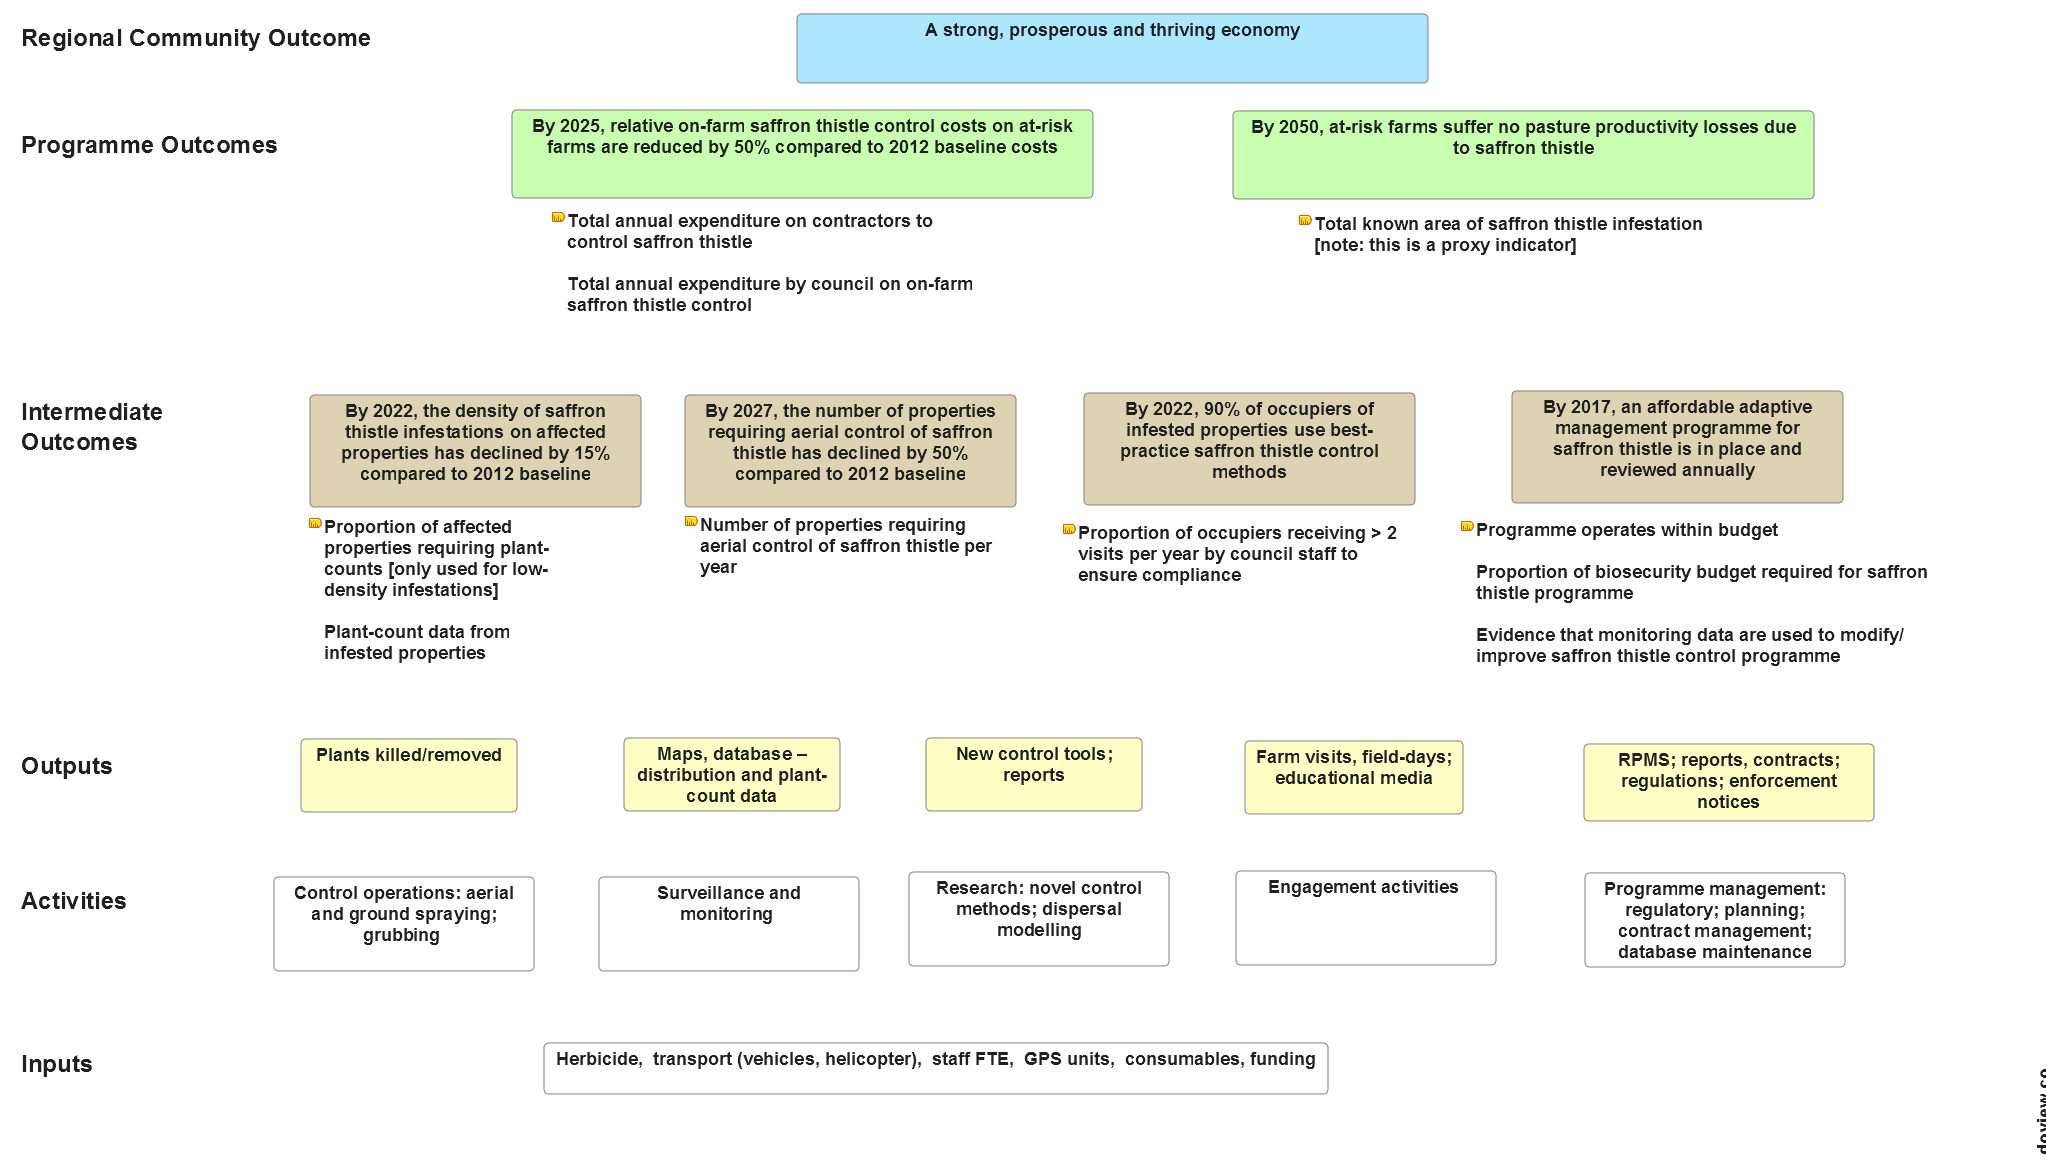 Regional Community Outcome
A strong, prosperous and thriving economy
Programme Outcomes
By 2025, relative on-farm saffron thistle control costs on at-risk
farms are reduced by 50% compared to 2012 baseline costs
By 2050, at-risk farms suffer no pasture productivity losses due
to saffron thistle
Total annual expenditure on contractors to
control saffron thistle
Total annual expenditure by council on on-farm
saffron thistle control
Total known area of saffron thistle infestation
[note: this is a proxy indicator]
Intermediate
Outcomes
By 2022, the density of saffron
thistle infestations on affected
properties has declined by 15%
compared to 2012 baseline
By 2027, the number of properties
requiring aerial control of saffron
thistle has declined by 50%
compared to 2012 baseline
By 2022, 90% of occupiers of
infested properties use best-
practice saffron thistle control
methods
By 2017, an affordable adaptive
management programme for
saffron thistle is in place and
reviewed annually
Proportion of affected
properties requiring plant-
counts [only used for low-
density infestations]
Plant-count data from
infested properties
Number of properties requiring
aerial control of saffron thistle per
year
Proportion of occupiers receiving > 2
visits per year by council staff to
ensure compliance
Programme operates within budget
Proportion of biosecurity budget required for saffron
thistle programme
Evidence that monitoring data are used to modify/
improve saffron thistle control programme
Outputs
Plants killed/removed
Maps, database –
distribution and plant-
count data
New control tools;
reports
Farm visits, field-days;
educational media
RPMS; reports, contracts;
regulations; enforcement
notices
Activities
Control operations: aerial
and ground spraying;
grubbing
Surveillance and
monitoring
Research: novel control
methods; dispersal
modelling
Engagement activities
Programme management:
regulatory; planning;
contract management;
database maintenance
Inputs
Herbicide, transport (vehicles, helicopter), staff FTE, GPS units, consumables, funding
doview.co